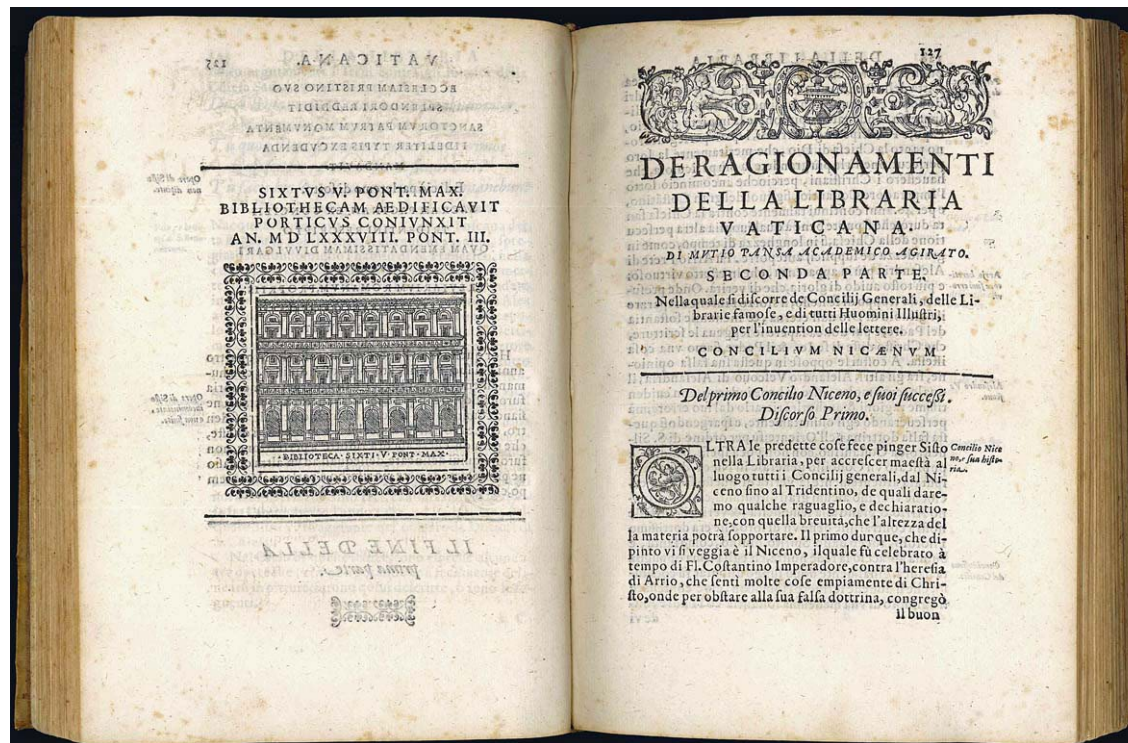 SIXTVS V. PONT. MAX.
BIBLIOTHECAM AEDIFICAVIT
PORTICVS CONIVNXIT
AN. MDLXXXVIII. PONT. III.
BIBLIOTECA · SIXTI · V · PONT · MAX ·
127
DE RAGIONAMENTI
DELLA LIBRARIA
VATICANA.
DI MVTIO PANSA ACADEMICO AGIRATO.
SECONDA PARTE.
Nella quale ſi diſcorre de Concilij Generali, delle Li-
brarie famoſe, e di tutti Huomini Illuſtri,
per l'inuention delle lettere.
CONCILIVM NICÆNVM
Del primo Concilio Niceno, e ſuoi ſucceſſi.
Diſcorſo Primo.
OLTRA le predette coſe fece pinger Siſto
nella Libraria, per accreſcer maeſtà al
luogo tutti i Concilij generali, dal Ni-
ceno fino al Tridentino, de quali dare-
mo qualche raguaglio, e dechiaratio-
ne, con quella breuità, che l'altezza del
la materia potrà ſopportare. Il primo dunque, che di-
pinto vi ſi veggia è il Niceno, ilquale fù celebrato à
tempo di Fl. Coſtantino Imperadore, contra l'hereſia
di Arrio, che ſentì molte coſe empiamente di Chri-
ſto, onde per obſtare alla ſua falſa dottrina, congregò
il buon
Concilio Nice
no, e ſua hiſto-
ria.